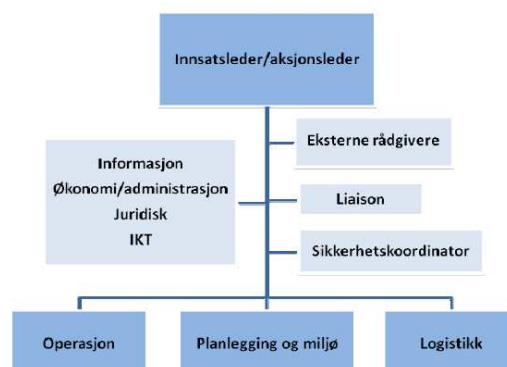 Innsatsleder/aksjonsleder
Eksterne rådgivere
Informasjon
Økonomi/administrasjon
Juridisk
IKT
Liaison
Sikkerhetskoordinator
Operasjon
Planlegging og miljø
Logistikk